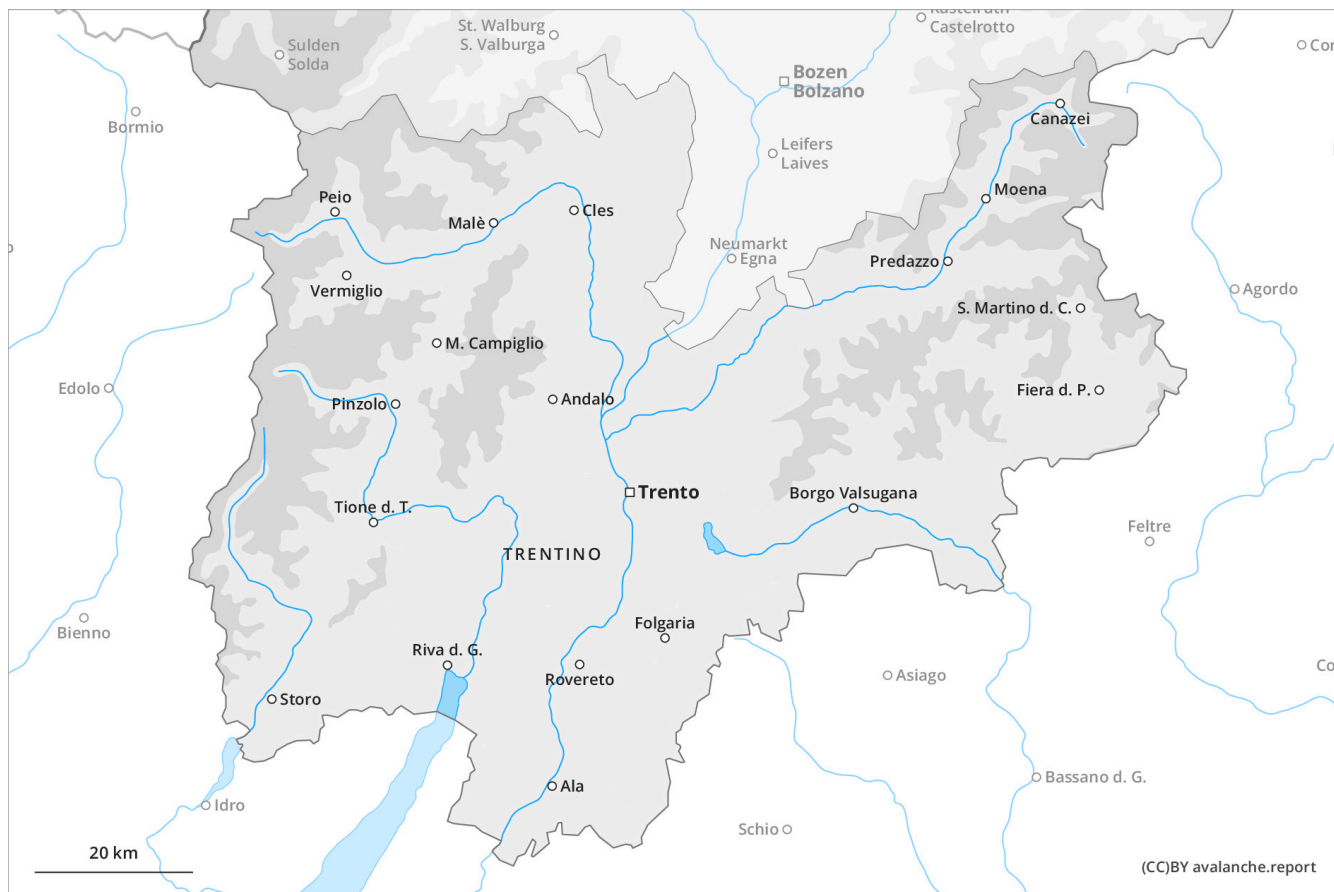 Kastelruth
Castelrotto
St. Walburg
S. Valburga
Sulden
Solda
Cor
Bozen
Bolzano
Bormio
Canazei
Leifers
Laives
Peio
Malè
Cles
Moena
Neumarkt
Egna
Predazzo
Vermiglio
Agordo
S. Martino d. C.
M. Campiglio
Edolo
Pinzolo
Andalo
Fiera d. P.
Trento
Borgo Valsugana
Tione d. T.
Feltre
TRENTINO
Bienno
Folgaria
Riva d. G.
Rovereto
Asiago
Co
Storo
Ala
Bassano d. G.
Idro
Schio
20 km
(CC)BY avalanche.report